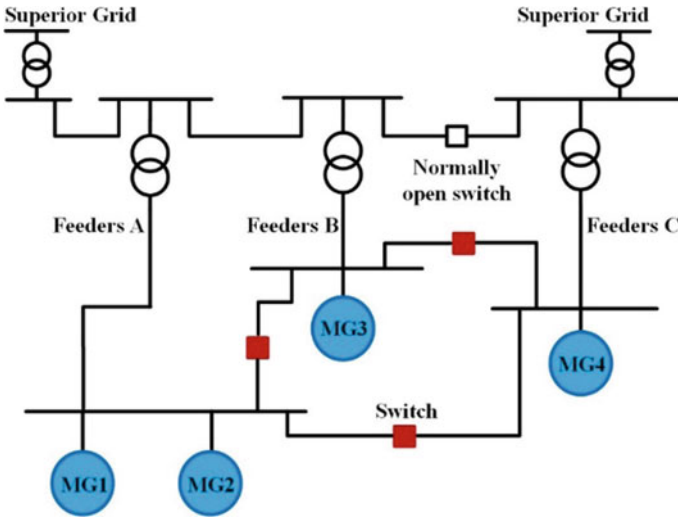 Superior Grid
Superior Grid
Normally
open switch
Feeders A
Feeders B
Feeders C
MG3
MG4
Switch
MG1
MG2